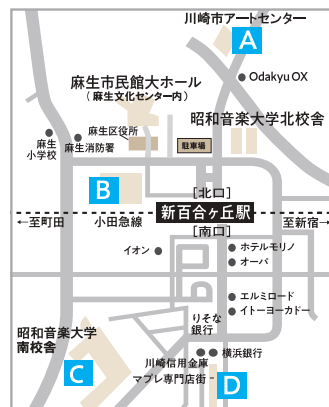 川崎市アートセンター
A
Odakyu OX
麻生市民館大ホール
（麻生文化センター内）
昭和音楽大学北校舎
麻生区役所
麻生
小学校
麻生消防署
駐車場
B
［北口］
新百合ヶ丘駅
←至町田
小田急線
至新宿→
［南口］
イオン
ホテルモリノ
オーパ
エルミロード
イトーヨーカドー
りそな
銀行
昭和音楽大学
南校舎
川崎信用金庫
横浜銀行
マプレ専門店街
C
D